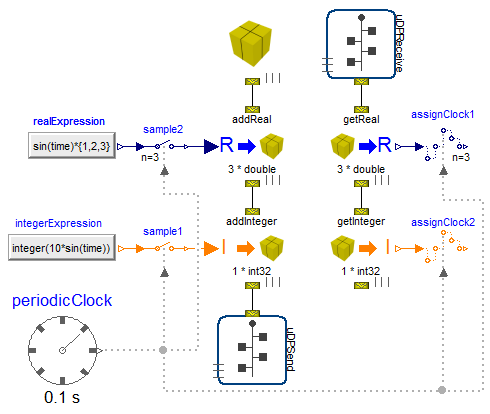 uDPReceive
addReal
getReal
realExpression
sample2
assignClock1
sin(time)*{1,2,3}
R
R
n=3
n=3
3 * double
3 * double
integerExpression
sample1
addInteger
getInteger
assignClock2
integer(10*sin(time))
I
I
1 * int32
1 * int32
periodicClock
uDPSend
0.1 s